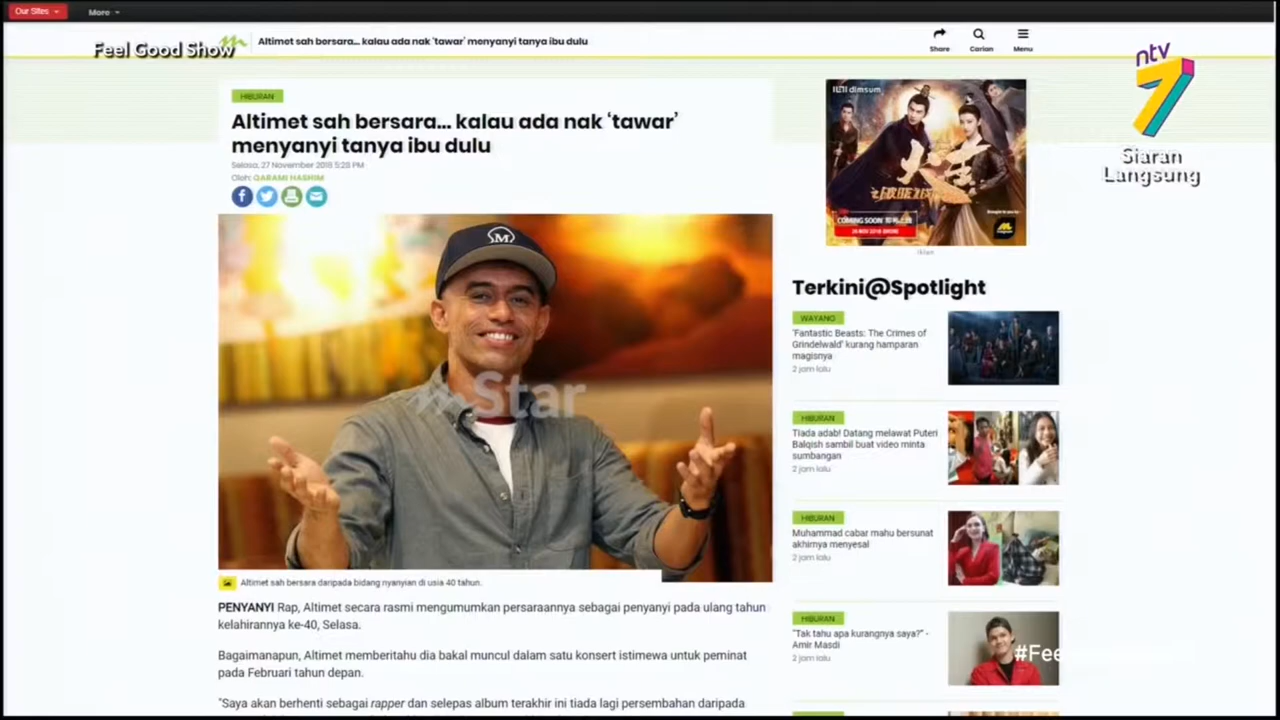 Our Sites
More
Feel Good Show
Altimet sah bersara... kalau ada nak 'tawar' menyanyi tanya ibu dulu
Share
Carian
Menu
ntv
7
Siaran
Langsung
HIBURAN
Altimet sah bersara... kalau ada nak ‘tawar’
menyanyi tanya ibu dulu
Selasa, 27 November 2018 5:28 PM
Oleh: QARAMI HASHIM
M
mStar
Altimet sah bersara daripada bidang nyanyian di usia 40 tahun.
PENYANYI Rap, Altimet secara rasmi mengumumkan persaraannya sebagai penyanyi pada ulang tahun
kelahirannya ke-40, Selasa.
Bagaimanapun, Altimet memberitahu dia bakal muncul dalam satu konsert istimewa untuk peminat
pada Februari tahun depan.
"Saya akan berhenti sebagai rapper dan selepas album terakhir ini tiada lagi persembahan daripada
dimsum
COMING SOON
Iklan
Terkini@Spotlight
WAYANG
'Fantastic Beasts: The Crimes of
Grindelwald' kurang hamparan
magisnya
2 jam lalu
HIBURAN
Tiada adab! Datang melawat Puteri
Balqish sambil buat video minta
sumbangan
2 jam lalu
HIBURAN
Muhammad cabar mahu bersunat
akhirnya menyesal
2 jam lalu
HIBURAN
"Tak tahu apa kurangnya saya?" -
Amir Masdi
2 jam lalu
#Fee